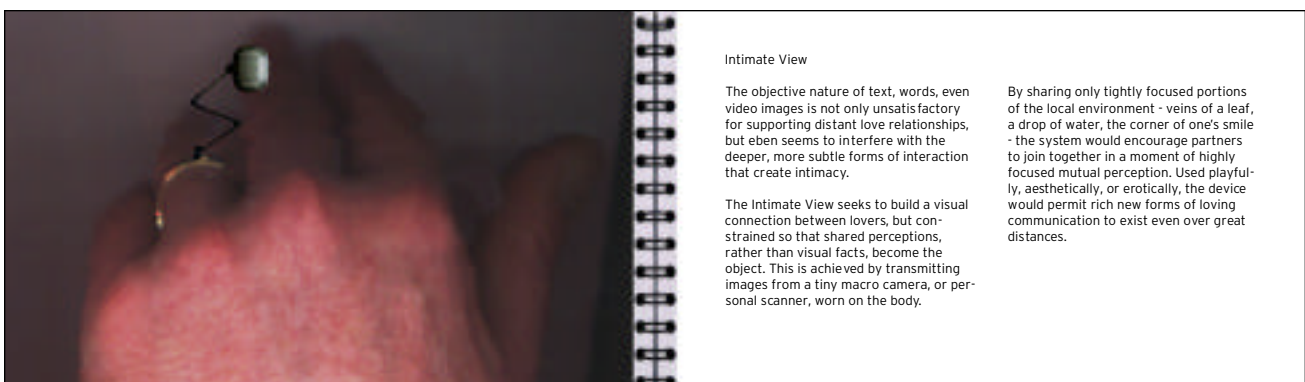 Intimate View
The objective nature of text, words, even
video images is not only unsatisfactory
for supporting distant love relationships,
but eben seems to interfere with the
deeper, more subtle forms of interaction
that create intimacy.
The Intimate View seeks to build a visual
connection between lovers, but con-
strained so that shared perceptions,
rather than visual facts, become the
object. This is achieved by transmitting
images from a tiny macro camera, or per-
sonal scanner, worn on the body.
By sharing only tightly focused portions
of the local environment - veins of a leaf,
a drop of water, the corner of one's smile
- the system would encourage partners
to join together in a moment of highly
focused mutual perception. Used playful-
ly, aesthetically, or erotically, the device
would permit rich new forms of loving
communication to exist even over great
distances.